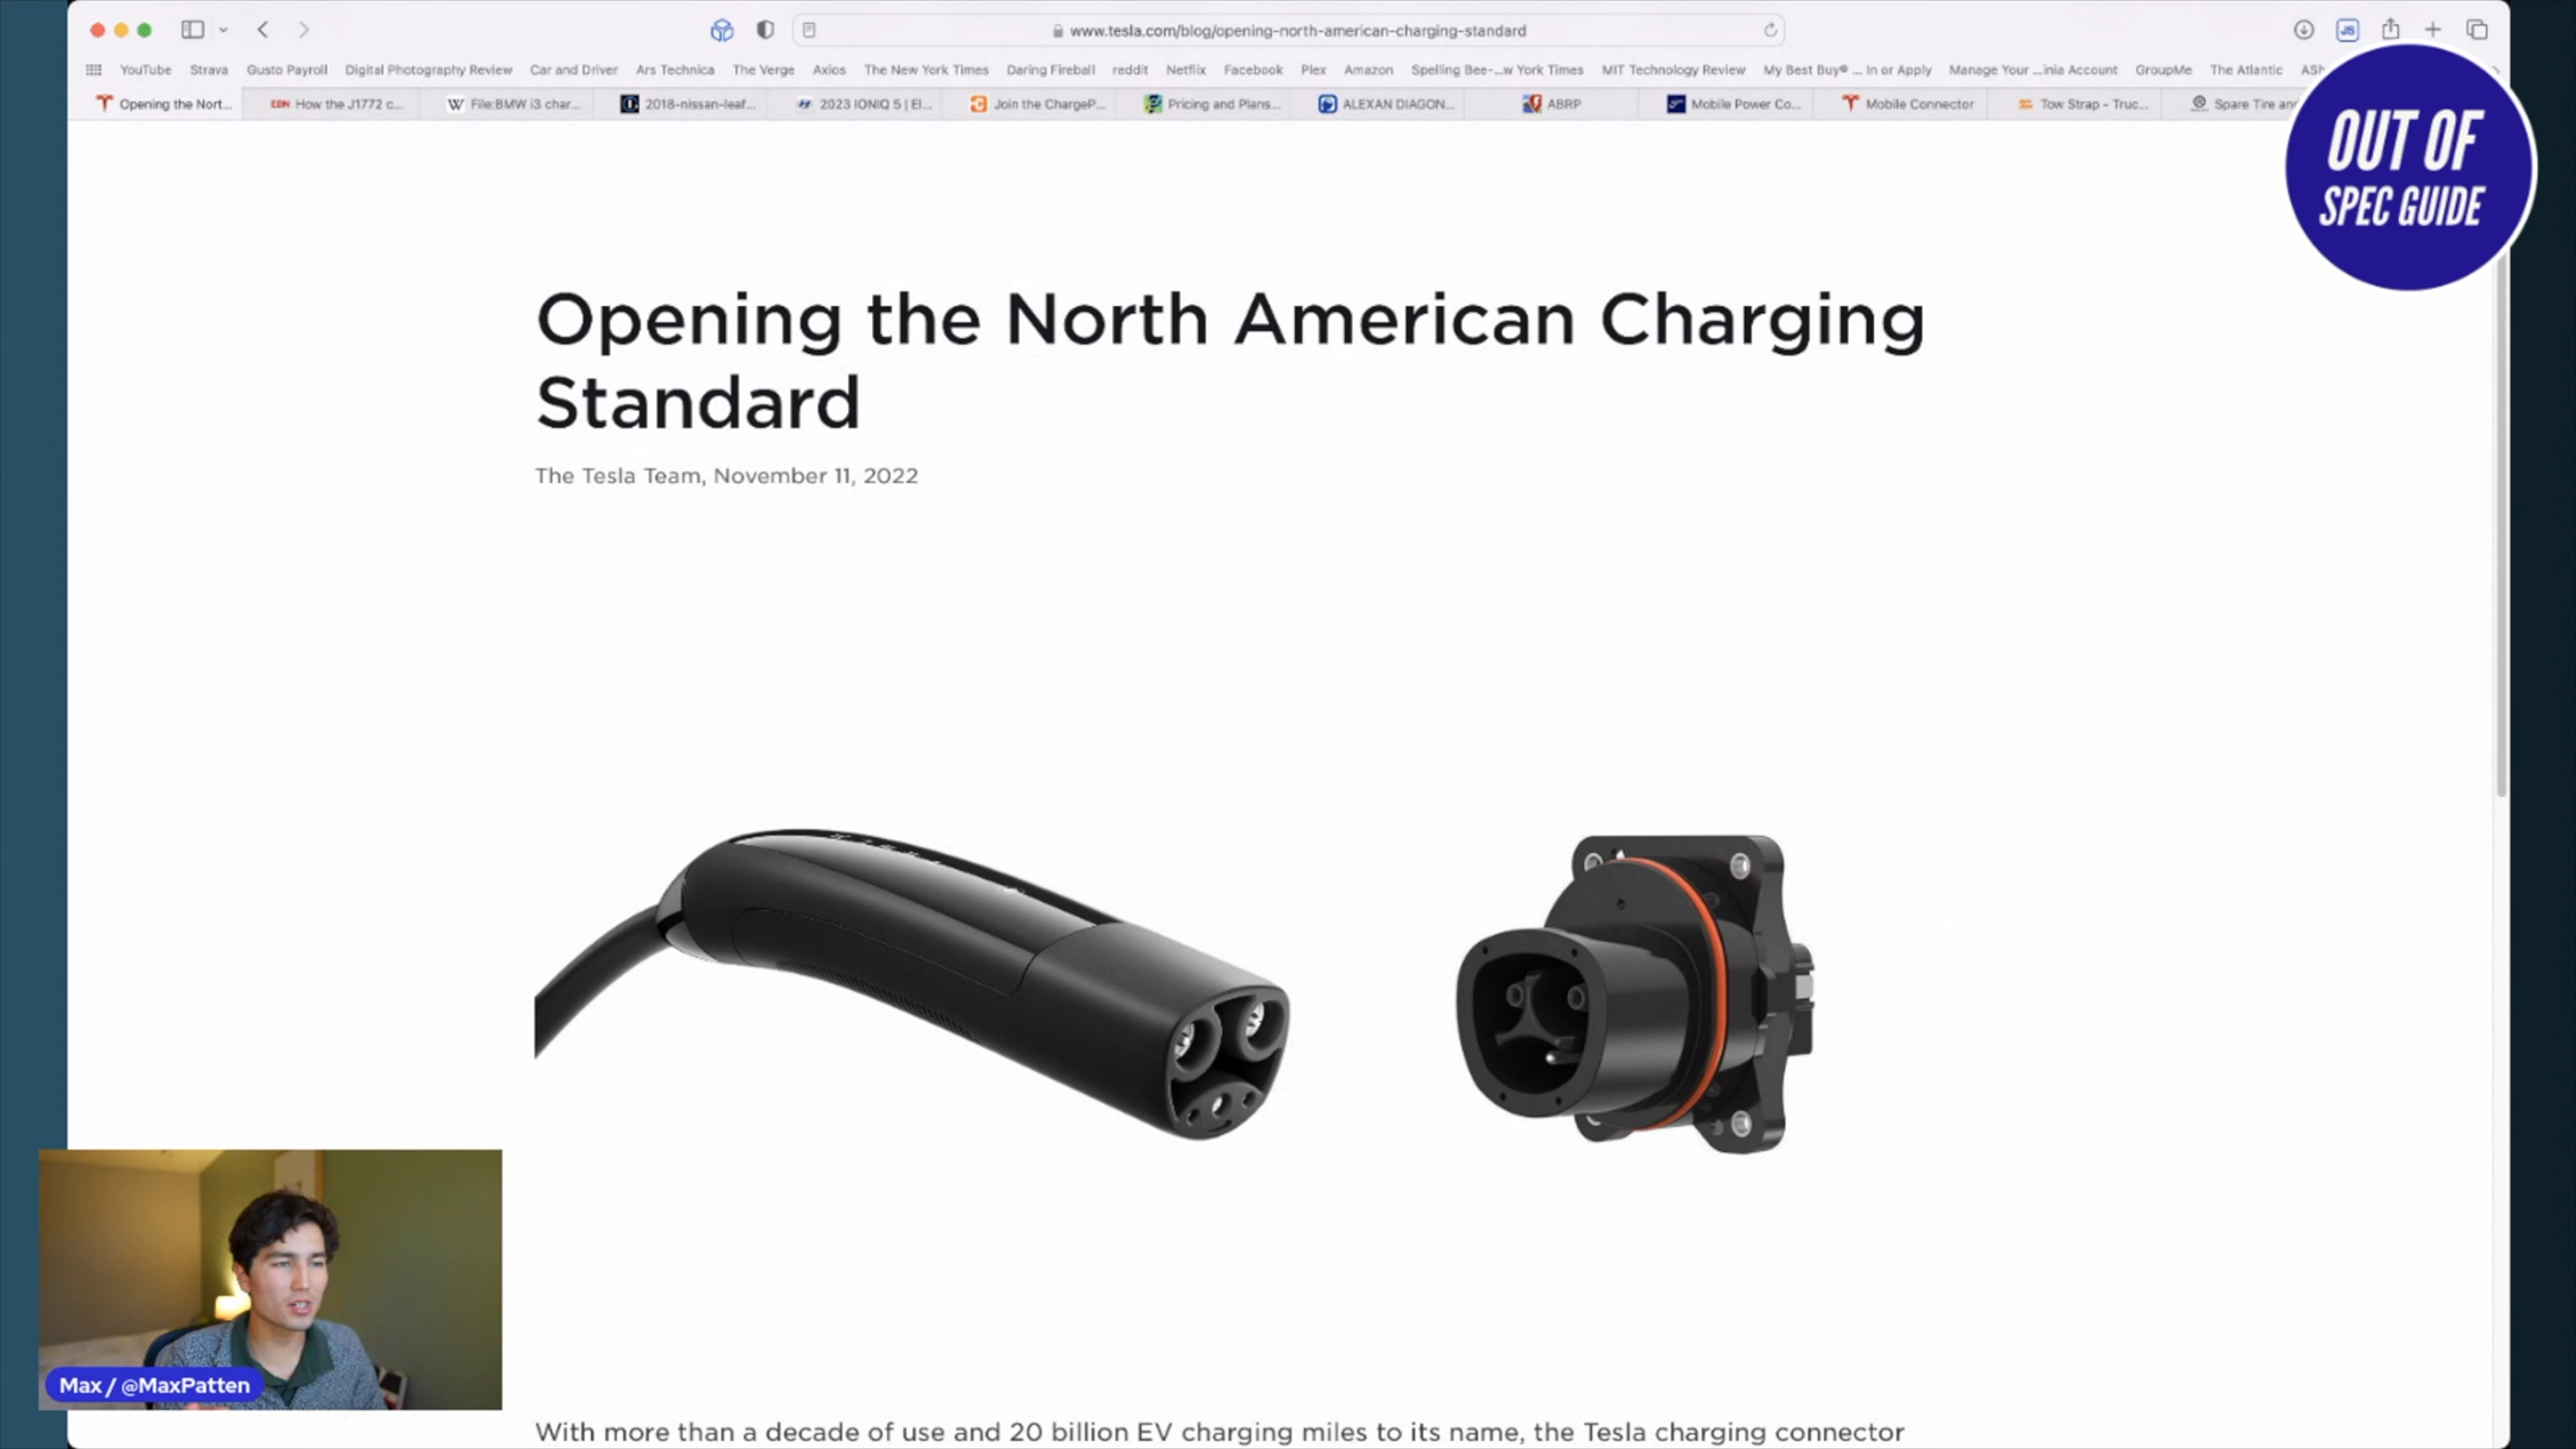 www.tesla.com/blog/opening-north-american-charging-standard
YouTube Strava Gusto Payroll Digital Photography Review Car and Driver Ars Technica The Verge Axios The New York Times Daring Fireball reddit Netflix Facebook Plex Amazon Spelling Bee-...w York Times MIT Technology Review My Best Buy® ... In or Apply Manage Your ...inia Account GroupMe The Atlantic
Opening the Nort... EDN How the J1772 c... W File:BMW i3 char... 2018-nissan-leaf... 2023 IONIQ 5 | El... Join the ChargeP... Pricing and Plans... ALEXAN DIAGON... ABRP Mobile Power Co... Mobile Connector Tow Strap - Truc... Spare Tire an
OUT OF
SPEC GUIDE
Opening the North American Charging
Standard
The Tesla Team, November 11, 2022
Max / @MaxPatten
With more than a decade of use and 20 billion EV charging miles to its name, the Tesla charging connector